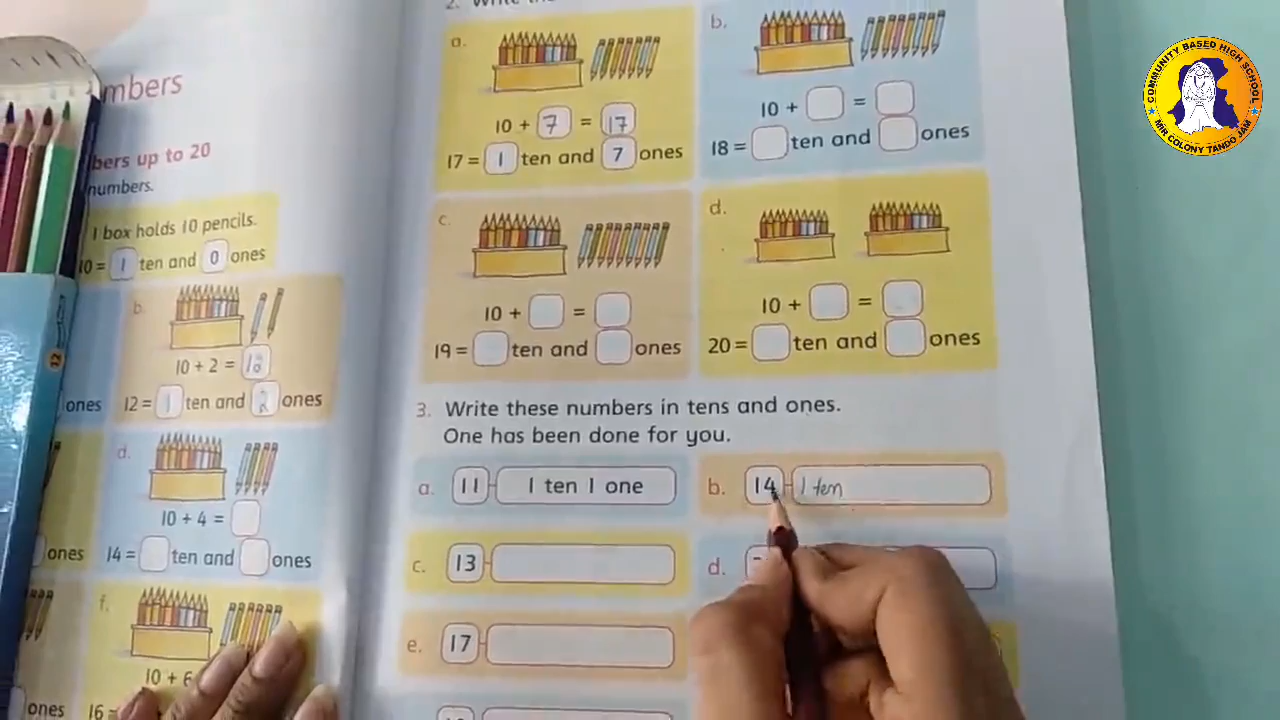 mbers
bers up to 20
numbers.
1 box holds 10 pencils.
10 = 1 ten and 0 ones
b.
10 + 2 = 12
ones
12 = 1 ten and 2 ones
d.
10 + 4 =
ones
14 = ten and ones
f.
10 + 6
ones
16 =
2. Write
a.
10 + 7 = 17
17 = 1 ten and 7 ones
b.
10 + =
18 = ten and ones
c.
10 + =
19 = ten and ones
d.
10 + =
20 = ten and ones
3. Write these numbers in tens and ones.
One has been done for you.
a. 11 1 ten 1 one
b. 14 1 ten
c. 13
d.
e. 17
COMMUNITY BASED HIGH SCHOOL
MIR COLONY TANDO JAM
12